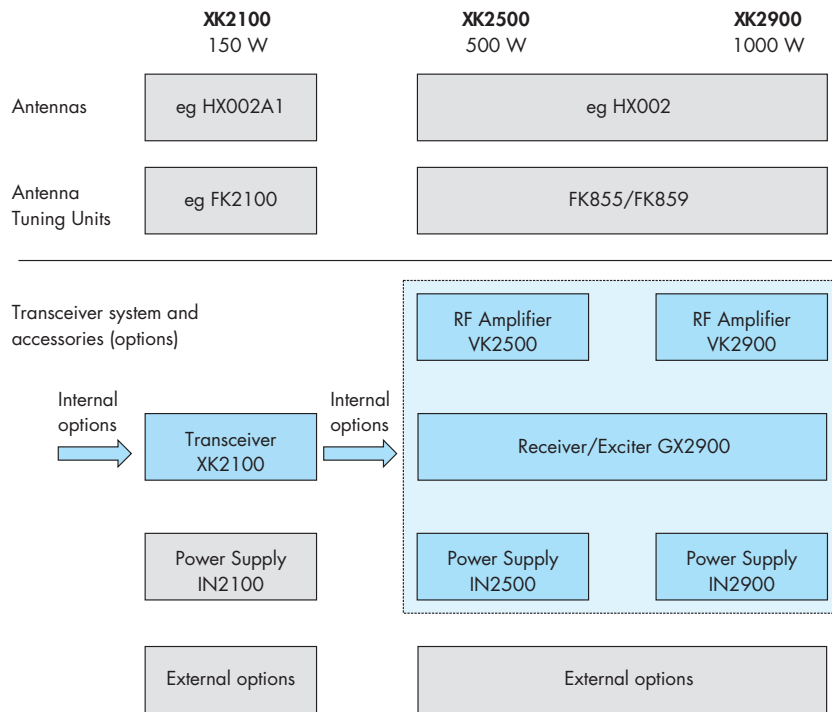 XK2100
150 W
XK2500
500 W
XK2900
1000 W
Antennas
eg HX002A1
eg HX002
Antenna
Tuning Units
eg FK2100
FK855/FK859
Transceiver system and
accessories (options)
RF Amplifier
VK2500
RF Amplifier
VK2900
Internal
options
Transceiver
XK2100
Internal
options
Receiver/Exciter GX2900
Power Supply
IN2100
Power Supply
IN2500
Power Supply
IN2900
External options
External options